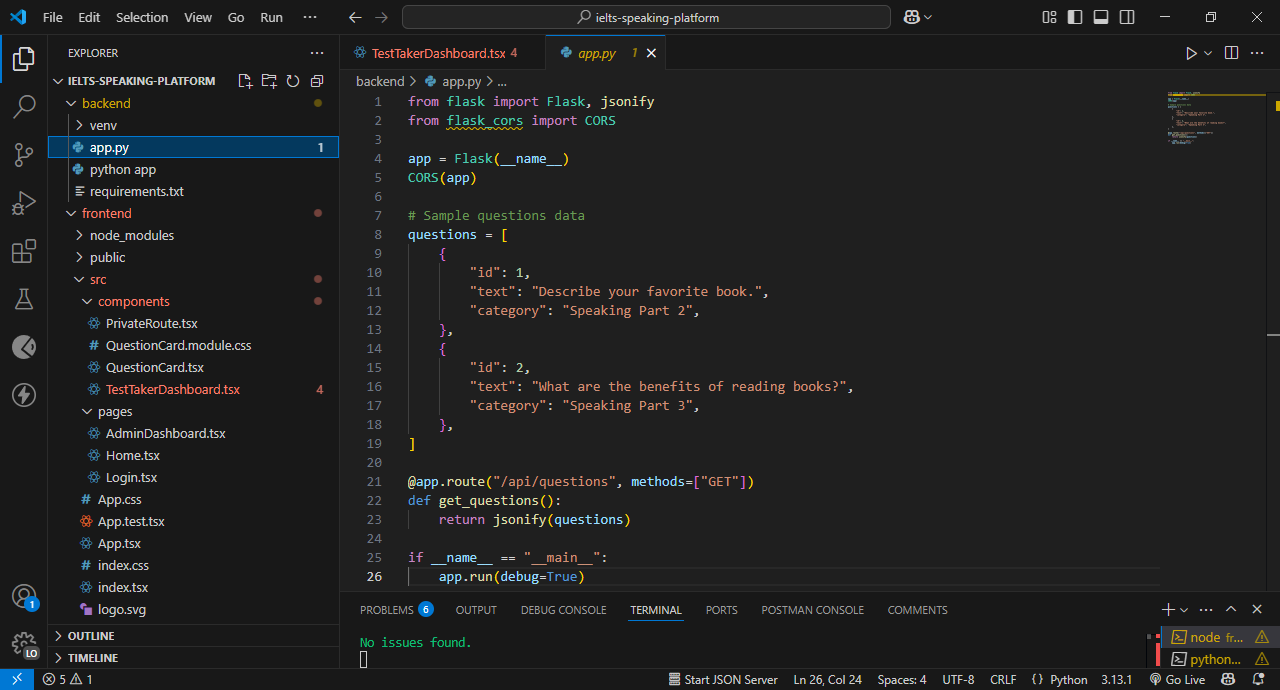 File Edit Selection View Go Run ··· ielts-speaking-platform
EXPLORER ···
IELTS-SPEAKING-PLATFORM
backend
venv
app.py 1
python app
requirements.txt
frontend
node_modules
public
src
components
PrivateRoute.tsx
QuestionCard.module.css
QuestionCard.tsx
TestTakerDashboard.tsx 4
pages
AdminDashboard.tsx
Home.tsx
Login.tsx
App.css
App.test.tsx
App.tsx
index.css
index.tsx
logo.svg
OUTLINE
TIMELINE
1
LO
TestTakerDashboard.tsx 4 app.py 1
backend > app.py > ...
1 from flask import Flask, jsonify
2 from flask_cors import CORS
3
4 app = Flask(__name__)
5 CORS(app)
6
7 # Sample questions data
8 questions = [
9 {
10 "id": 1,
11 "text": "Describe your favorite book.",
12 "category": "Speaking Part 2",
13 },
14 {
15 "id": 2,
16 "text": "What are the benefits of reading books?",
17 "category": "Speaking Part 3",
18 },
19 ]
20
21 @app.route("/api/questions", methods=["GET"])
22 def get_questions():
23 return jsonify(questions)
24
25 if __name__ == "__main__":
26 app.run(debug=True)
PROBLEMS 6 OUTPUT DEBUG CONSOLE TERMINAL PORTS POSTMAN CONSOLE COMMENTS
No issues found.
node fr...
python...
5 1 Start JSON Server Ln 26, Col 24 Spaces: 4 UTF-8 CRLF {} Python 3.13.1 Go Live